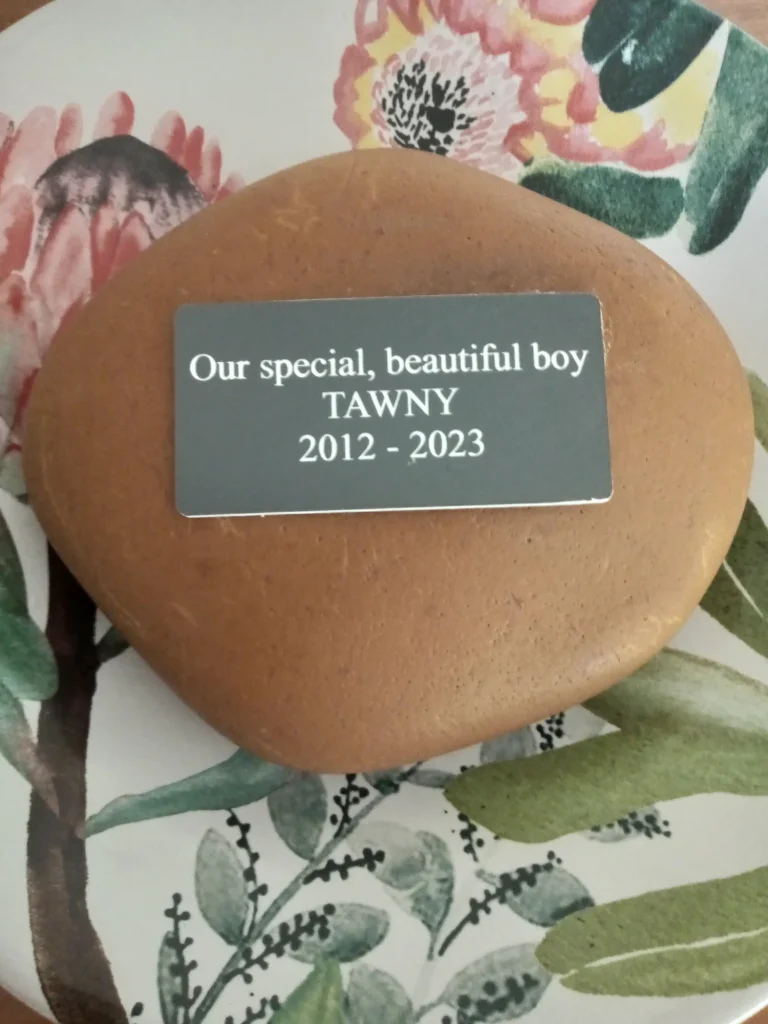 Our special, beautiful boy
TAWNY
2012 - 2023